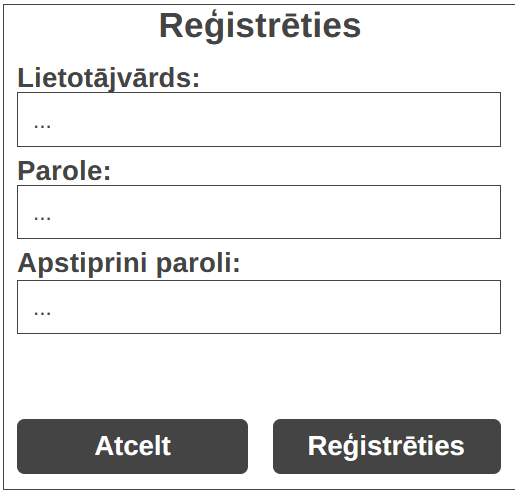 Reģistrēties
Lietotājvārds:
...
Parole:
...
Apstiprini paroli:
...
Atcelt
Reģistrēties